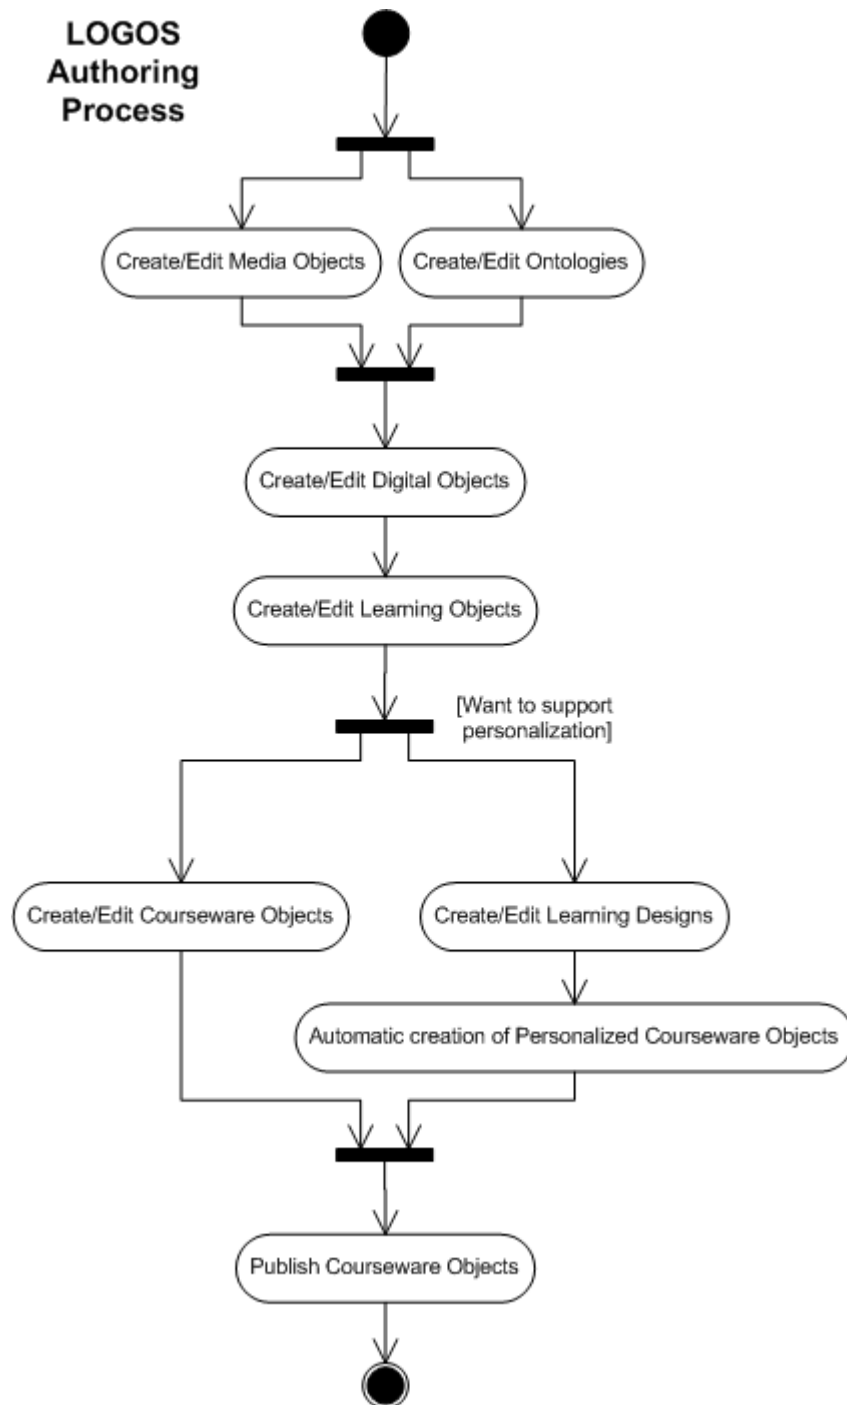 LOGOS
Authoring
Process
Create/Edit Media Objects
Create/Edit Ontologies
Create/Edit Digital Objects
Create/Edit Learning Objects
[Want to support
personalization]
Create/Edit Courseware Objects
Create/Edit Learning Designs
Automatic creation of Personalized Courseware Objects
Publish Courseware Objects